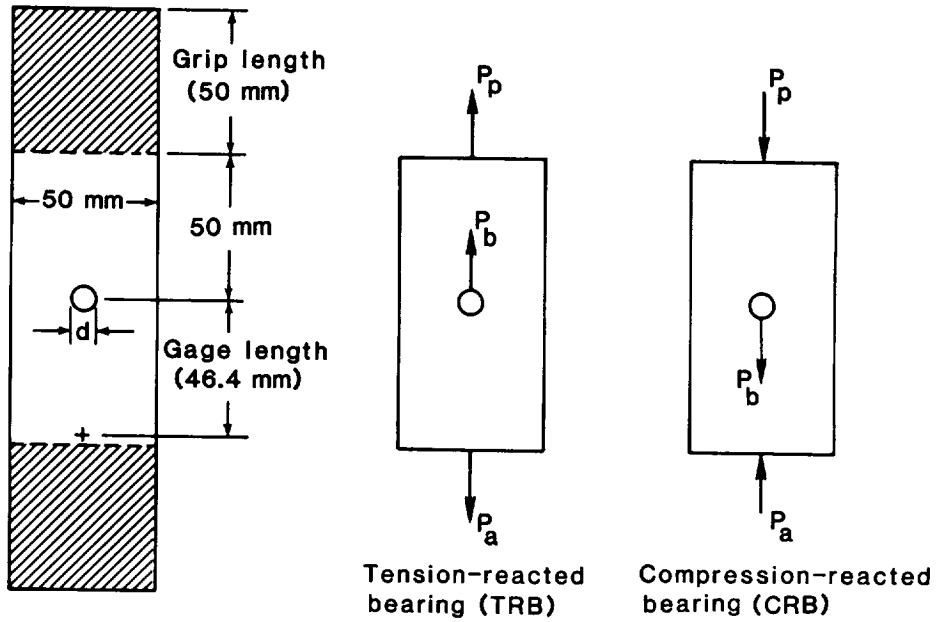 Grip length
(50 mm)
50 mm
50 mm
d
Gage length
(46.4 mm)
P_p
P_b
P_a
Tension-reacted
bearing (TRB)
P_p
P_b
P_a
Compression-reacted
bearing (CRB)